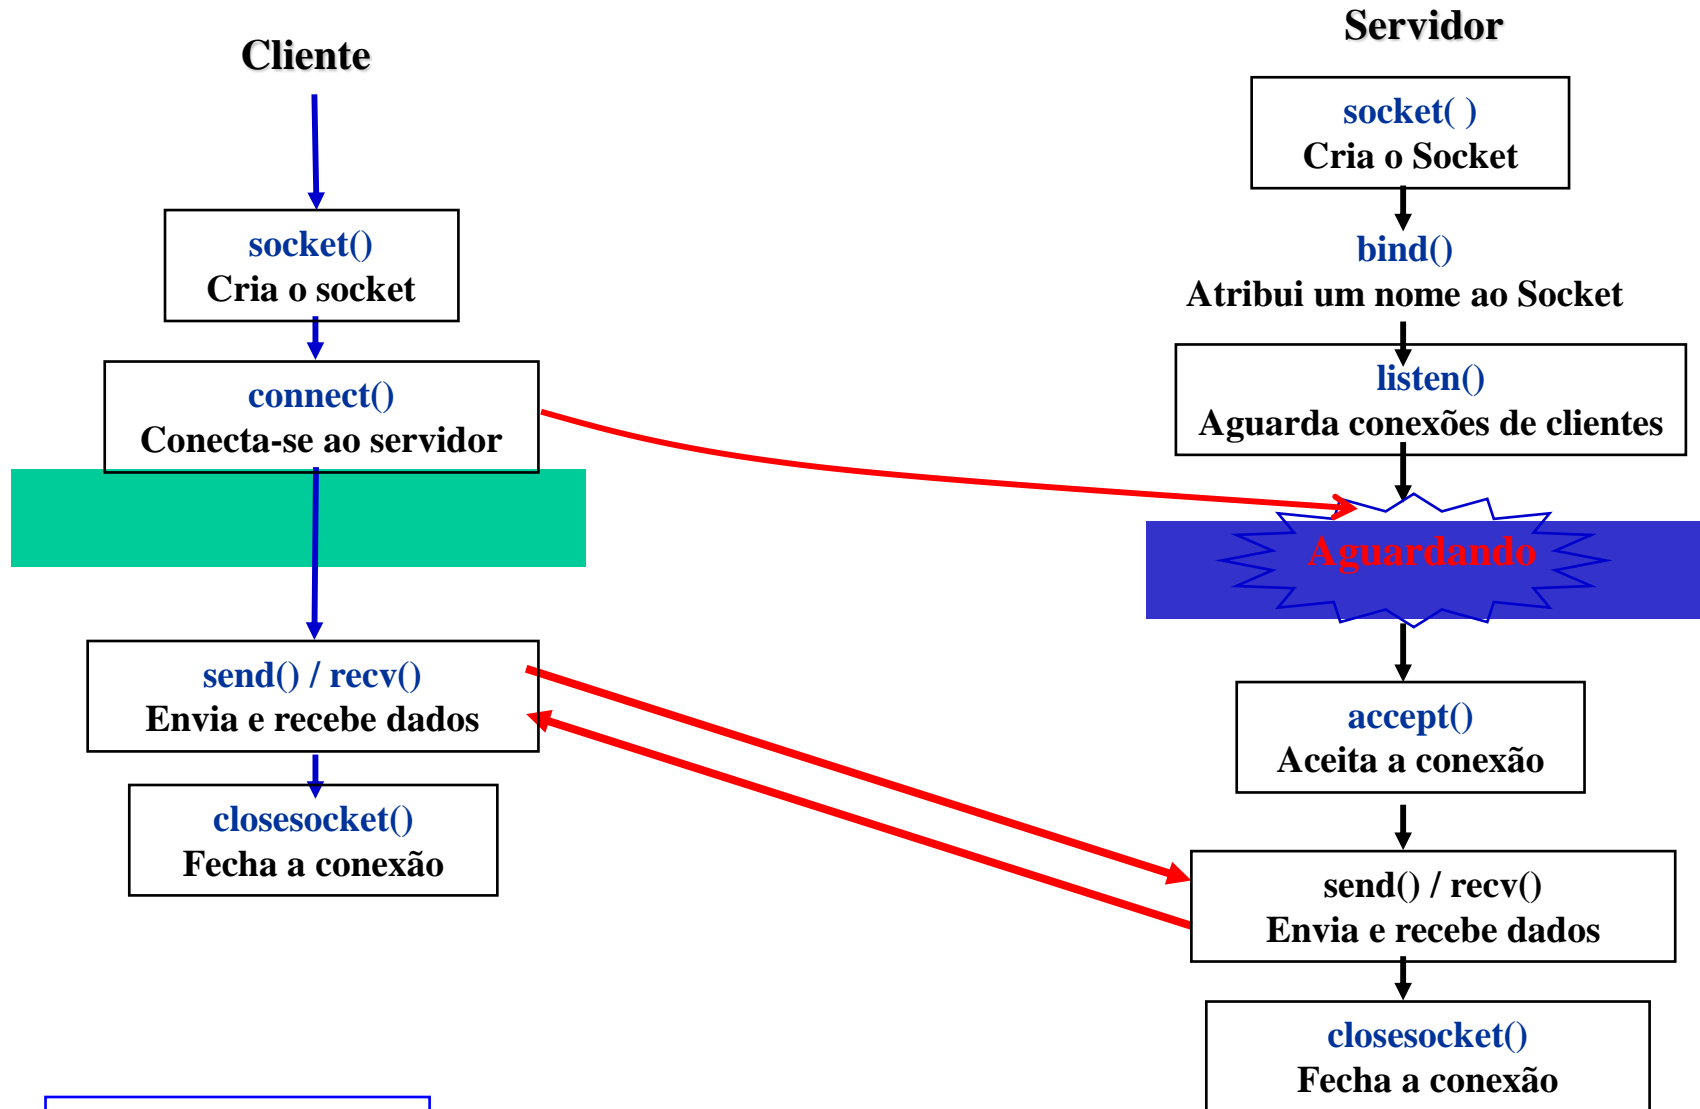 Cliente
socket()
Cria o socket
connect()
Conecta-se ao servidor
send() / recv()
Envia e recebe dados
closesocket()
Fecha a conexão
Servidor
socket( )
Cria o Socket
bind()
Atribui um nome ao Socket
listen()
Aguarda conexões de clientes
Aguardando
accept()
Aceita a conexão
send() / recv()
Envia e recebe dados
closesocket()
Fecha a conexão